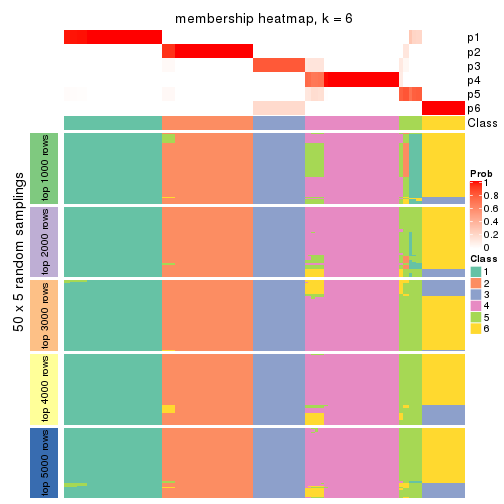 membership heatmap, k = 6
p1
p2
p3
p4
p5
p6
Class
50 x 5 random samplings
top 1000 rows
top 2000 rows
top 3000 rows
top 4000 rows
top 5000 rows
Prob
1
0.8
0.6
0.4
0.2
0
Class
1
2
3
4
5
6